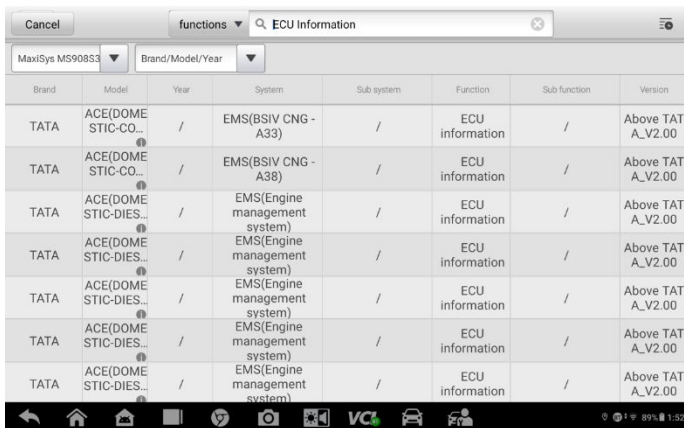 Cancel functions ECU Information
MaxiSys MS908S3 Brand/Model/Year
Brand Model Year System Sub system Function Sub function Version
TATA ACE(DOME STIC-CO... / EMS(BSIV CNG - A33) / ECU information / Above TAT A_V2.00
TATA ACE(DOME STIC-CO... / EMS(BSIV CNG - A38) / ECU information / Above TAT A_V2.00
TATA ACE(DOME STIC-DIES... / EMS(Engine management system) / ECU information / Above TAT A_V2.00
TATA ACE(DOME STIC-DIES... / EMS(Engine management system) / ECU information / Above TAT A_V2.00
TATA ACE(DOME STIC-DIES... / EMS(Engine management system) / ECU information / Above TAT A_V2.00
TATA ACE(DOME STIC-DIES... / EMS(Engine management system) / ECU information / Above TAT A_V2.00
TATA ACE(DOME STIC-DIES... / EMS(Engine management system) / ECU information / Above TAT A_V2.00
VCI 89% 1:52